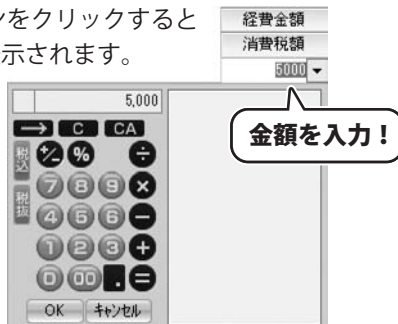 ンをクリックすると
示されます。
経費金額
消費税額
5000
金額を入力！
5,000
→ C CA
税込
税抜
+/- % ÷
7 8 9 ×
4 5 6 -
1 2 3 +
0 00 . =
OK キャンセル